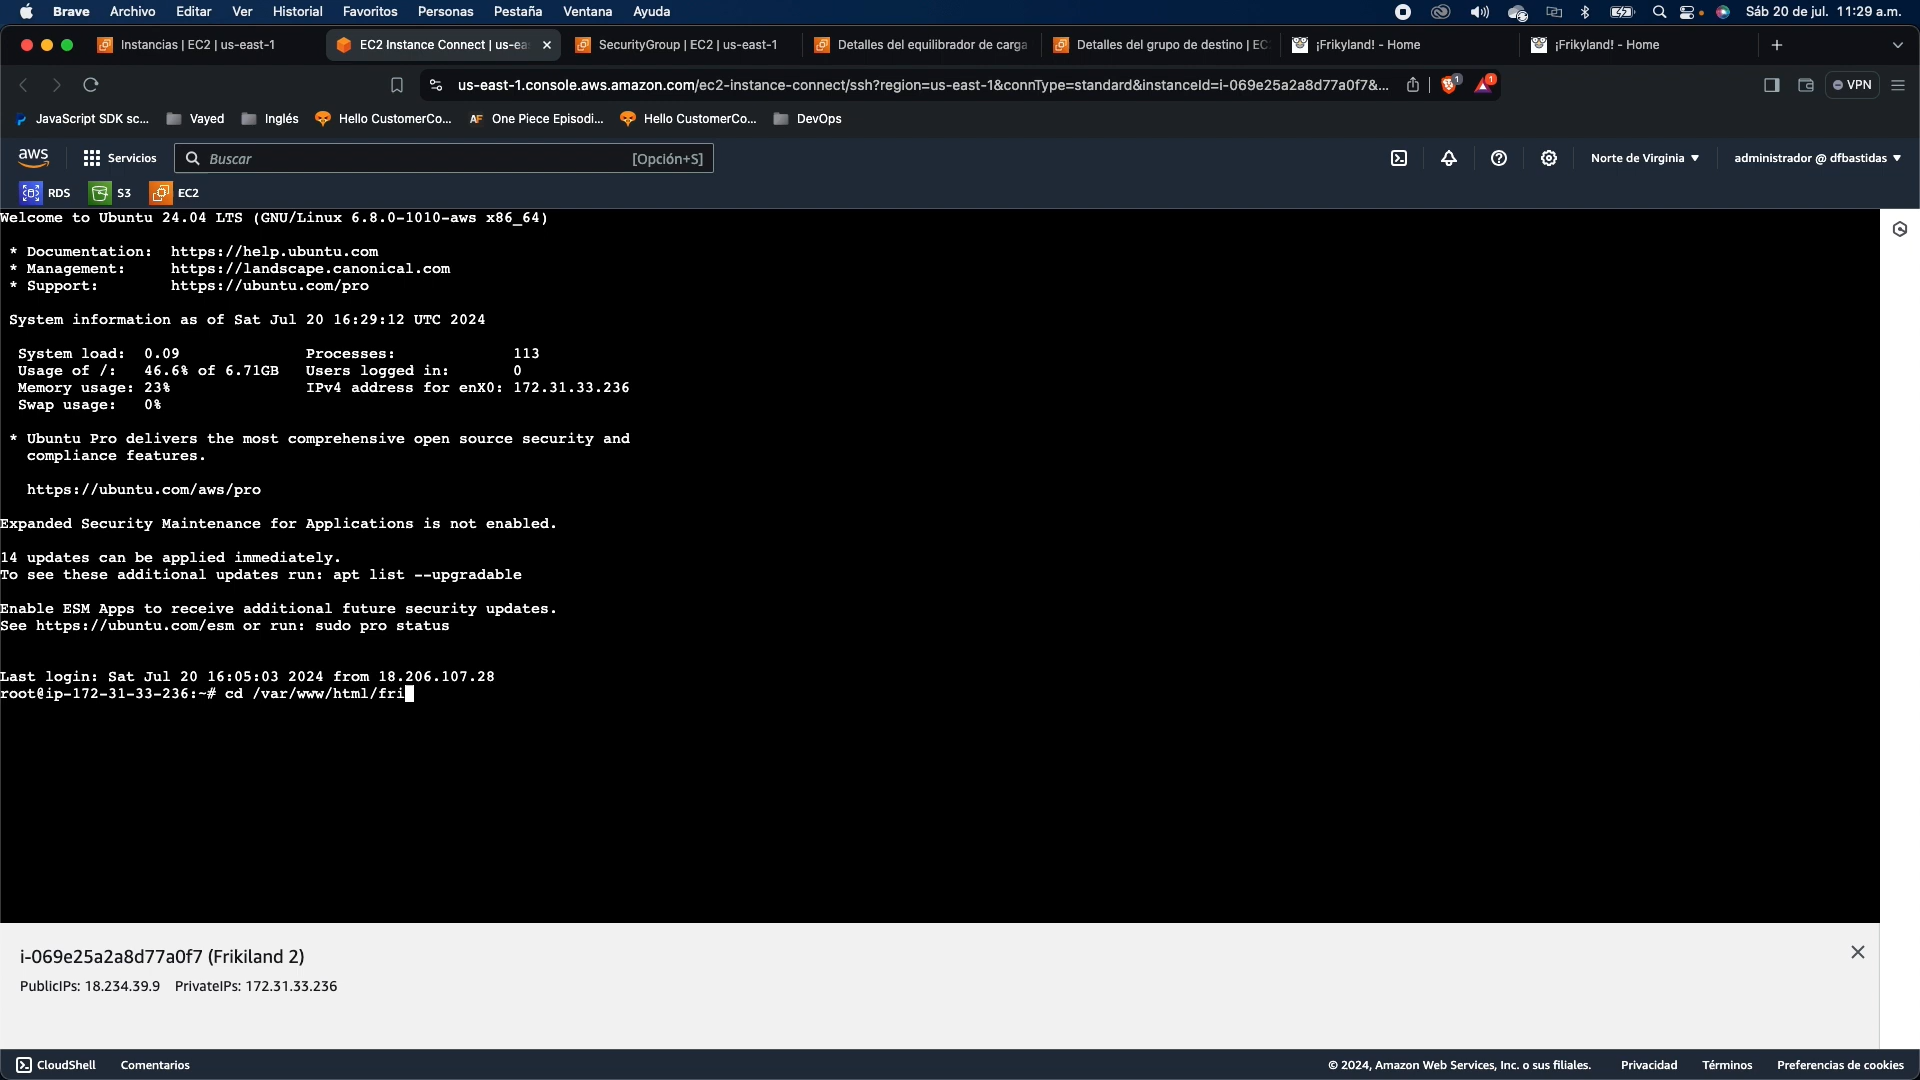 Brave Archivo Editar Ver Historial Favoritos Personas Pestaña Ventana Ayuda Sáb 20 de jul. 11:29 a.m.
Instancias | EC2 | us-east-1 EC2 Instance Connect | us-ea SecurityGroup | EC2 | us-east-1 Detalles del equilibrador de carga Detalles del grupo de destino | EC ¡Frikyland! - Home ¡Frikyland! - Home
us-east-1.console.aws.amazon.com/ec2-instance-connect/ssh?region=us-east-1&connType=standard&instanceId=i-069e25a2a8d77a0f7&... 1 1 VPN
JavaScript SDK sc... Vayed Inglés Hello CustomerCo... AF One Piece Episodi... Hello CustomerCo... DevOps
aws Servicios Buscar [Opción+S] Norte de Virginia administrador @ dfbastidas
RDS S3 EC2
Welcome to Ubuntu 24.04 LTS (GNU/Linux 6.8.0-1010-aws x86_64)
* Documentation: https://help.ubuntu.com
* Management: https://landscape.canonical.com
* Support: https://ubuntu.com/pro
System information as of Sat Jul 20 16:29:12 UTC 2024
System load: 0.09 Processes: 113
Usage of /: 46.6% of 6.71GB Users logged in: 0
Memory usage: 23% IPv4 address for enX0: 172.31.33.236
Swap usage: 0%
* Ubuntu Pro delivers the most comprehensive open source security and
compliance features.
https://ubuntu.com/aws/pro
Expanded Security Maintenance for Applications is not enabled.
14 updates can be applied immediately.
To see these additional updates run: apt list --upgradable
Enable ESM Apps to receive additional future security updates.
See https://ubuntu.com/esm or run: sudo pro status
Last login: Sat Jul 20 16:05:03 2024 from 18.206.107.28
root@ip-172-31-33-236:~# cd /var/www/html/fri
i-069e25a2a8d77a0f7 (Frikiland 2)
PublicIPs: 18.234.39.9 PrivateIPs: 172.31.33.236
CloudShell Comentarios © 2024, Amazon Web Services, Inc. o sus filiales. Privacidad Términos Preferencias de cookies